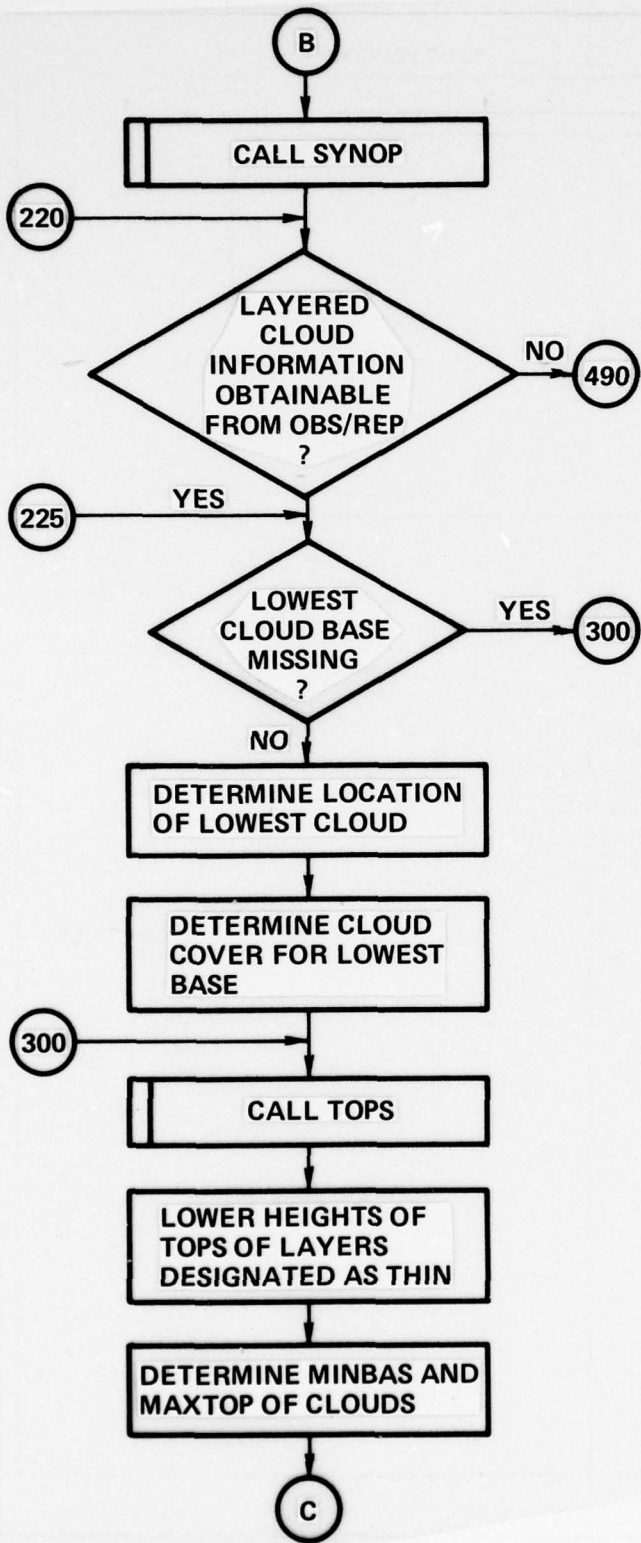 B
CALL SYNOP
220
LAYERED
CLOUD
INFORMATION
OBTAINABLE
FROM OBS/REP
?
NO
490
YES
225
LOWEST
CLOUD BASE
MISSING
?
YES
300
NO
DETERMINE LOCATION
OF LOWEST CLOUD
DETERMINE CLOUD
COVER FOR LOWEST
BASE
300
CALL TOPS
LOWER HEIGHTS OF
TOPS OF LAYERS
DESIGNATED AS THIN
DETERMINE MINBAS AND
MAXTOP OF CLOUDS
C